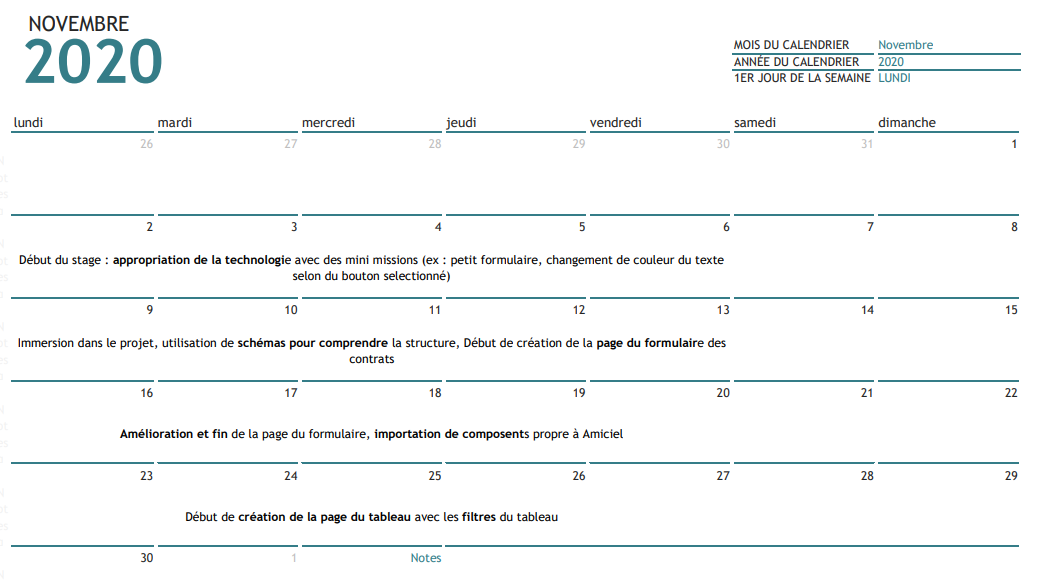 NOVEMBRE
2020
MOIS DU CALENDRIER Novembre
ANNÉE DU CALENDRIER 2020
1ER JOUR DE LA SEMAINE LUNDI
lundi mardi mercredi jeudi vendredi samedi dimanche
26 27 28 29 30 31 1
2 3 4 5 6 7 8
Début du stage : appropriation de la technologie avec des mini missions (ex : petit formulaire, changement de couleur du texte
selon du bouton selectionné)
9 10 11 12 13 14 15
Immersion dans le projet, utilisation de schémas pour comprendre la structure, Début de création de la page du formulaire des
contrats
16 17 18 19 20 21 22
Amélioration et fin de la page du formulaire, importation de composents propre à Amiciel
23 24 25 26 27 28 29
Début de création de la page du tableau avec les filtres du tableau
30 1 Notes